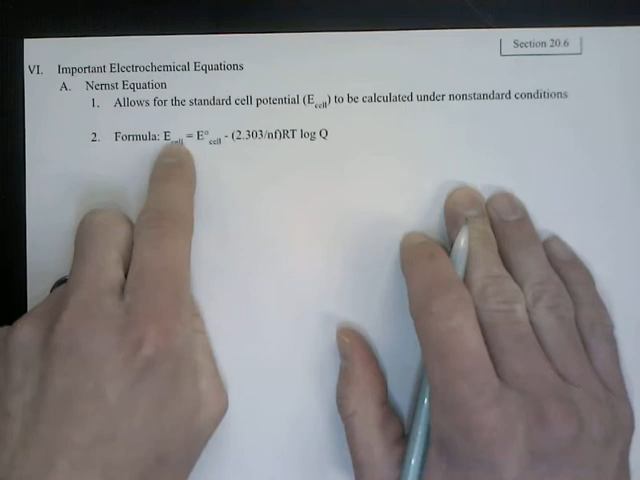 Section 20.6
VI. Important Electrochemical Equations
A. Nernst Equation
1. Allows for the standard cell potential (Ecell) to be calculated under nonstandard conditions
2. Formula: Ecell = E°cell - (2.303/nf)RT log Q